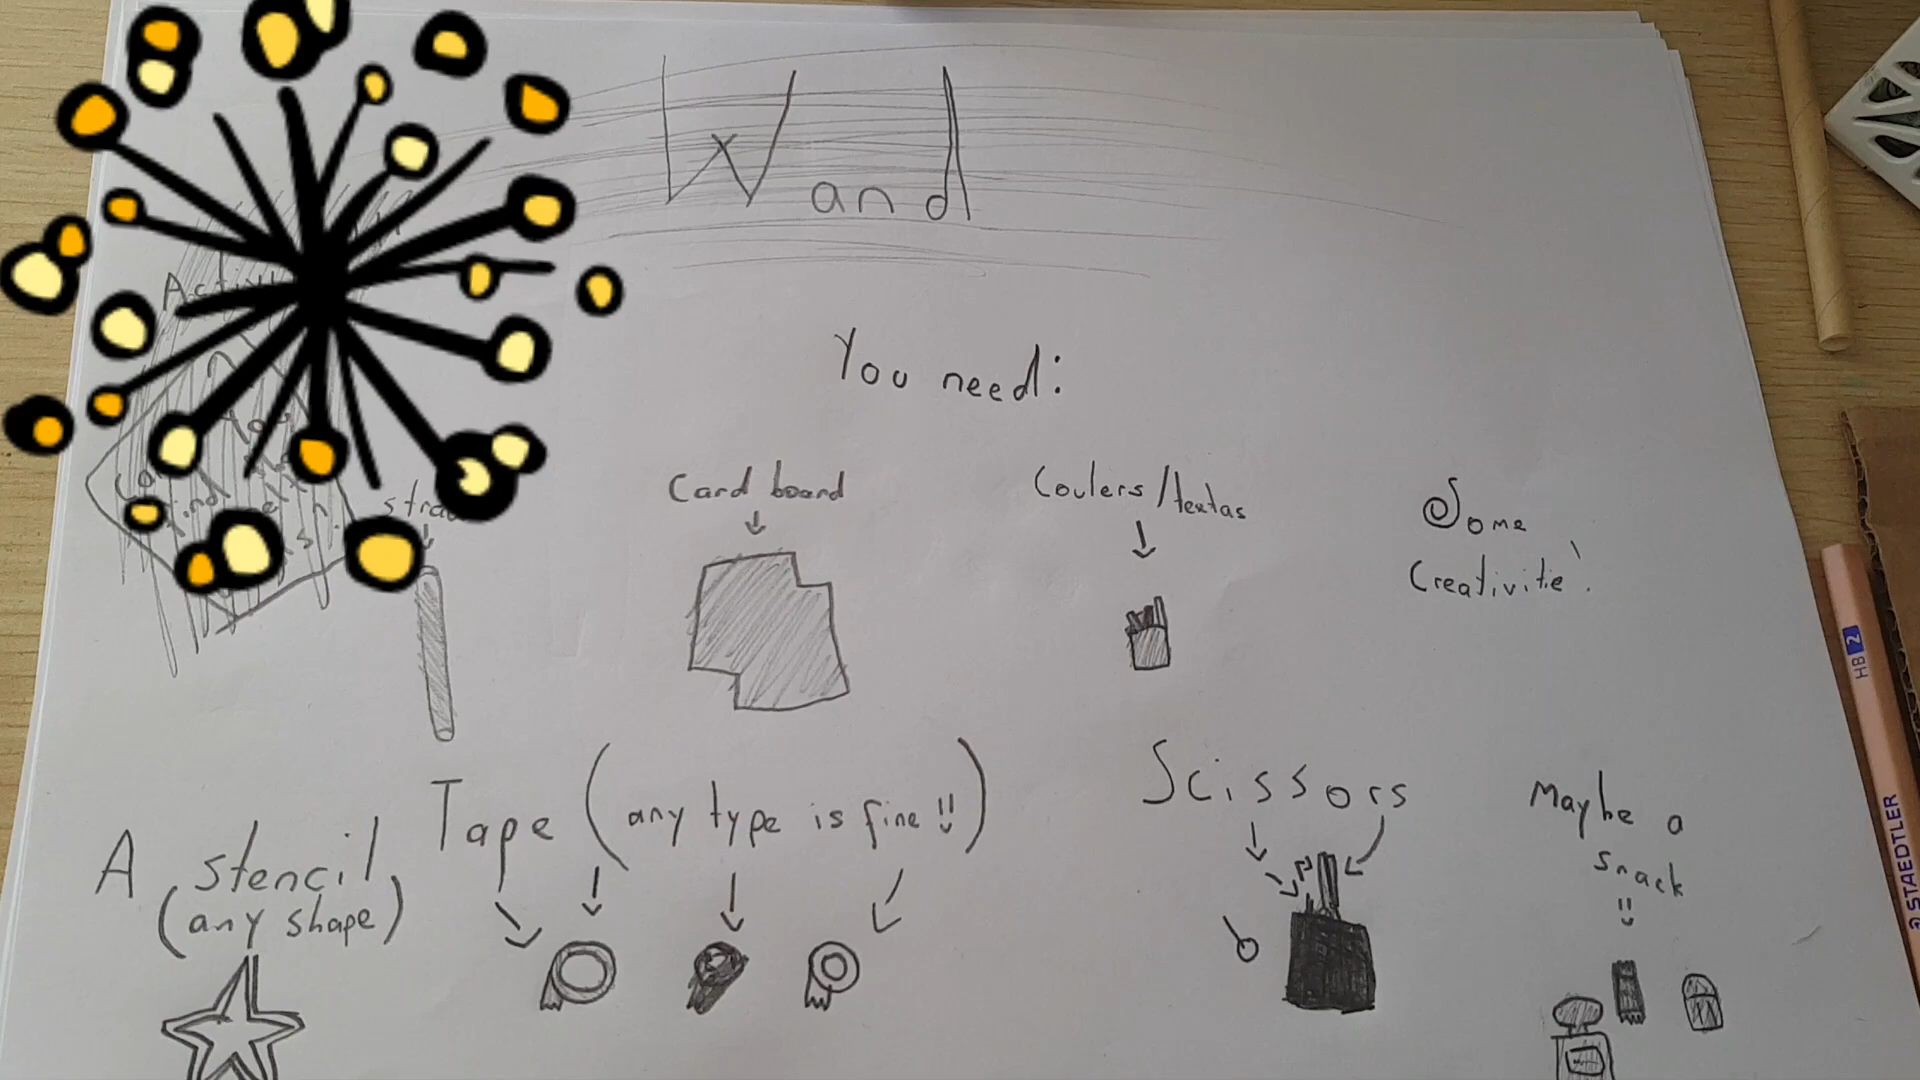 Wand
You need:
Card board
Coulers/textas
Some
Creativitie
A stencil
(any shape)
Tape (any type is fine!!)
Scissors
Maybe a
snack
!!
HB 2
STAEDTLER